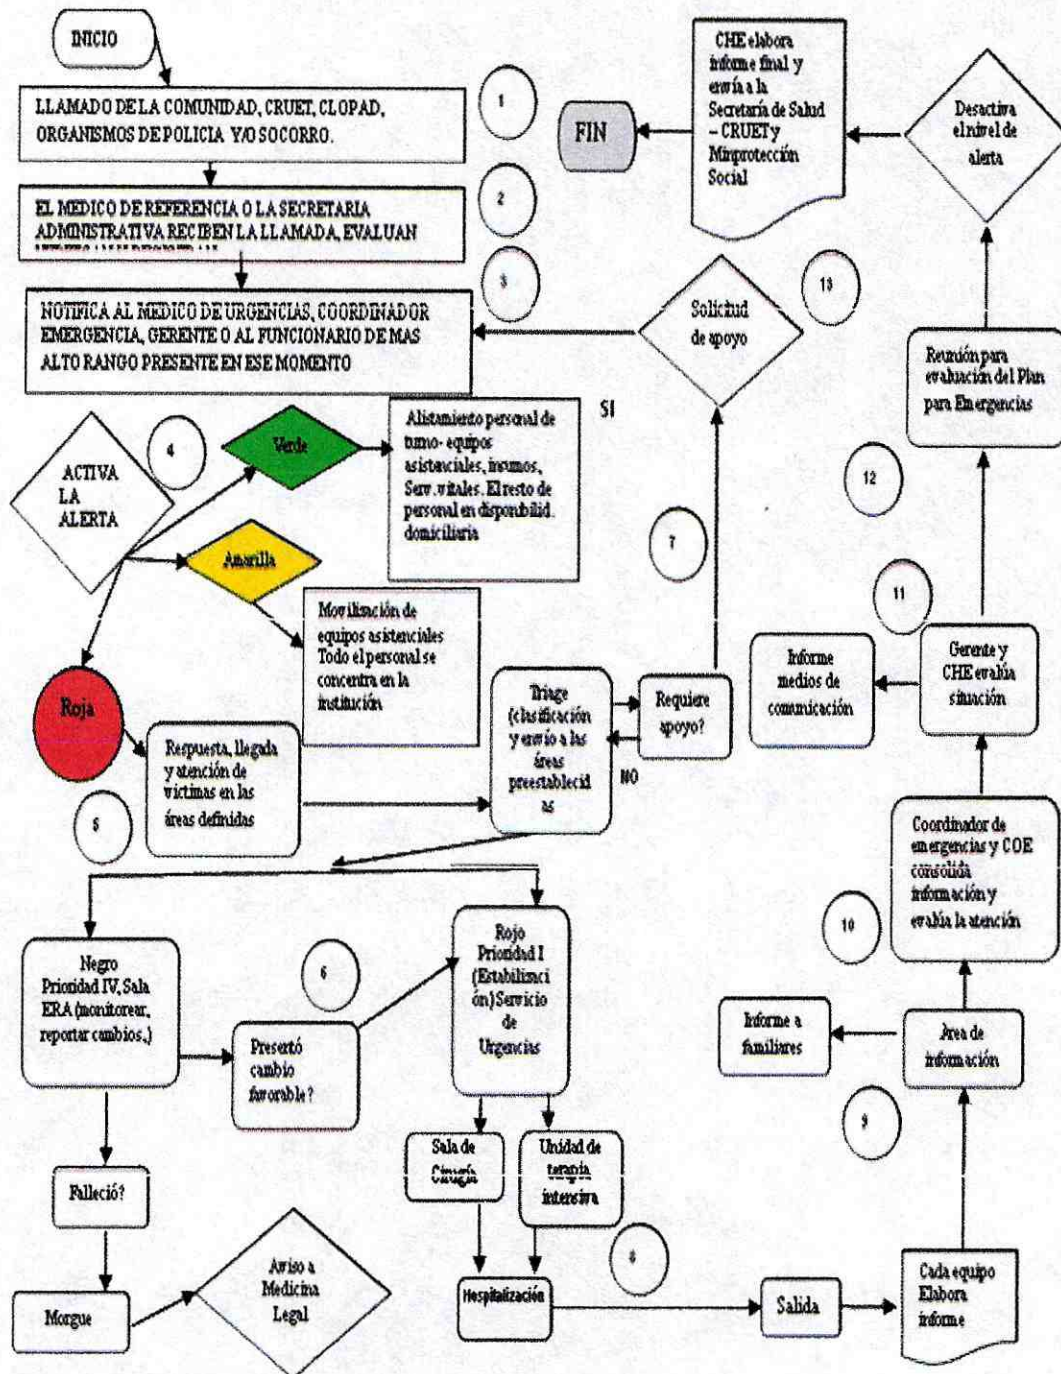 INICIO
LLAMADO DE LA COMUNIDAD, CRUET, CLOPAD,
ORGANISMOS DE POLICIA Y/O SOCORRO.
1
EL MEDICO DE REFERENCIA O LA SECRETARIA
ADMINISTRATIVA RECIBEN LA LLAMADA, EVALUAN
2
3
NOTIFICA AL MEDICO DE URGENCIAS, COORDINADOR
EMERGENCIA, GERENTE O AL FUNCIONARIO DE MAS
ALTO RANGO PRESENTE EN ESE MOMENTO
FIN
CHE elabora
informe final y
envía a la
Secretaría de Salud
– CRUET y
Minprotección
Social
Desactiva
el nivel de
alerta
13
Solicitud
de apoyo
SI
Reunión para
evaluación del Plan
para Emergencias
12
ACTIVA
LA
ALERTA
4
Verde
Alistamiento personal de
turno- equipos
asistenciales, insumos,
Serv. vitales. El resto de
personal en disponibilid.
domiciliaria
7
Amarilla
Movilización de
equipos asistenciales
Todo el personal se
concentra en la
institución
11
Gerente y
CHE evalúa
situación
Informe
medios de
comunicación
Roja
5
Respuesta, llegada
y atención de
victimas en las
áreas definidas
Triage
(clasificación
y envío a las
áreas
preestablecid
as
Requiere
apoyo?
NO
Coordinador de
emergencias y COE
consolida
información y
evalúa la atención
10
Negro
Prioridad IV, Sala
ERA (monitorear,
reportar cambios,)
6
Presentó
cambio
favorable?
Rojo
Prioridad I
(Estabilizaci
ón) Servicio
de
Urgencias
Informe a
familiares
Área de
información
9
Falleció?
Sala de
Cirugía
Unidad de
terapia
intensiva
8
Morgue
Aviso a
Medicina
Legal
Hospitalización
Salida
Cada equipo
Elabora
informe